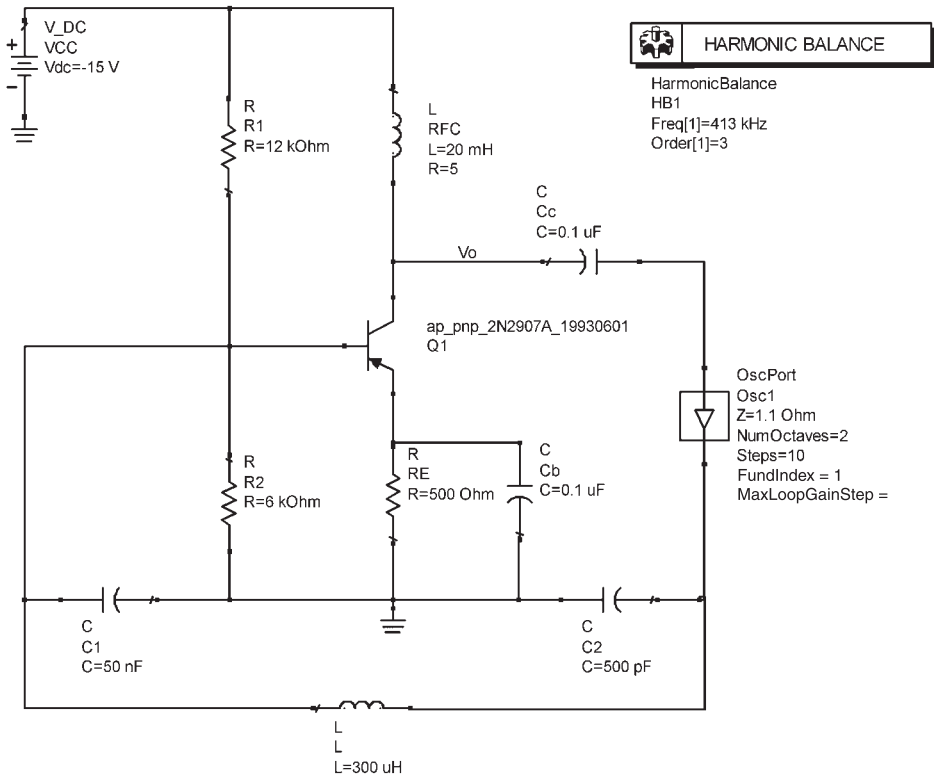 V_DC
VCC
Vdc=-15 V
+
-
HARMONIC BALANCE
HarmonicBalance
HB1
Freq[1]=413 kHz
Order[1]=3
R
R1
R=12 kOhm
L
RFC
L=20 mH
R=5
C
Cc
C=0.1 uF
Vo
ap_pnp_2N2907A_19930601
Q1
OscPort
Osc1
Z=1.1 Ohm
NumOctaves=2
Steps=10
FundIndex = 1
MaxLoopGainStep =
R
R2
R=6 kOhm
R
RE
R=500 Ohm
C
Cb
C=0.1 uF
C
C1
C=50 nF
C
C2
C=500 pF
L
L
L=300 uH